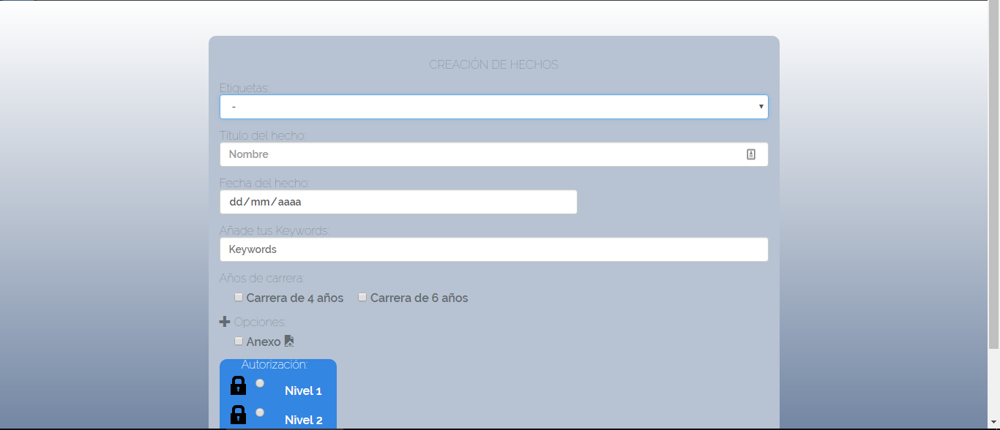 CREACIÓN DE HECHOS
Etiquetas:
-
Título del hecho:
Nombre
Fecha del hecho:
dd/mm/aaaa
Añade tus Keywords:
Keywords
Años de carrera:
Carrera de 4 años Carrera de 6 años
Opciones:
Anexo
Autorización:
Nivel 1
Nivel 2